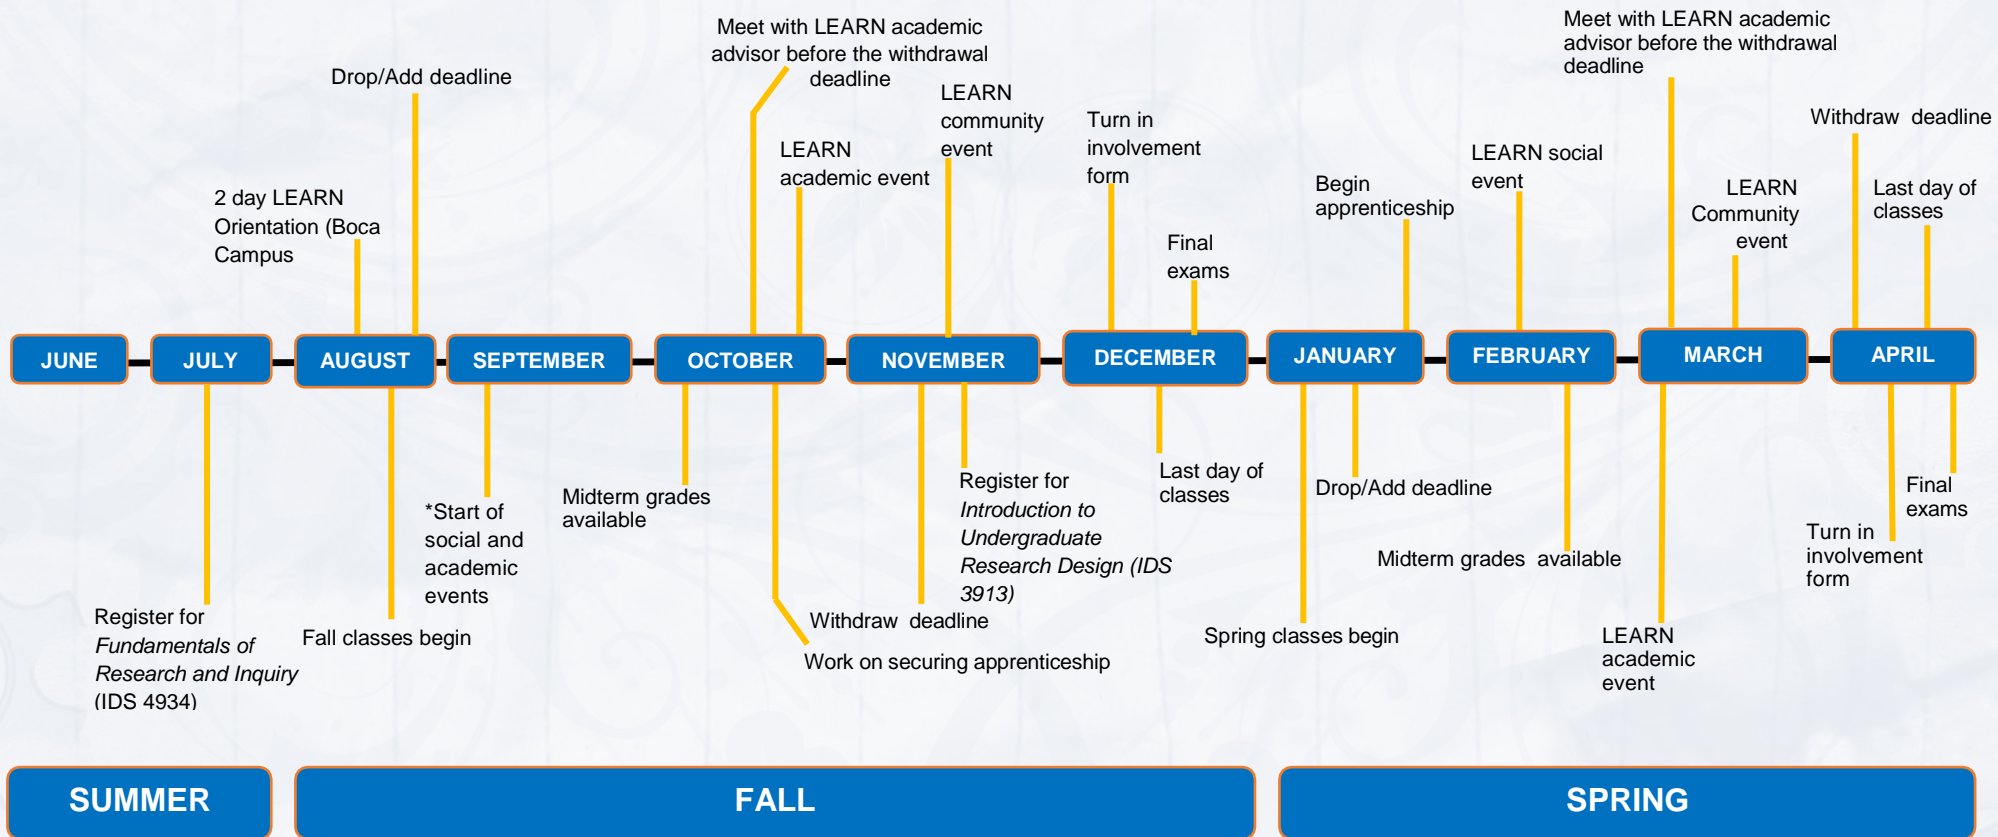 Meet with LEARN academic
advisor before the withdrawal
deadline
Meet with LEARN academic
advisor before the withdrawal
deadline
Drop/Add deadline
LEARN
community
event
Turn in
involvement
form
Withdraw  deadline
LEARN
academic event
LEARN social
event
2 day LEARN
Orientation (Boca
Campus
Begin
apprenticeship
LEARN
Community
event
Last day of
classes
Final
exams
JUNE
JULY
AUGUST
SEPTEMBER
OCTOBER
NOVEMBER
DECEMBER
JANUARY
FEBRUARY
MARCH
APRIL
Register for
Fundamentals of
Research and Inquiry
(IDS 4934)
Fall classes begin
*Start of
social and
academic
events
Midterm grades
available
Work on securing apprenticeship
Withdraw  deadline
Register for
Introduction to
Undergraduate
Research Design (IDS
3913)
Last day of
classes
Spring classes begin
Drop/Add deadline
Midterm grades  available
LEARN
academic
event
Turn in
involvement
form
Final
exams
SUMMER
FALL
SPRING